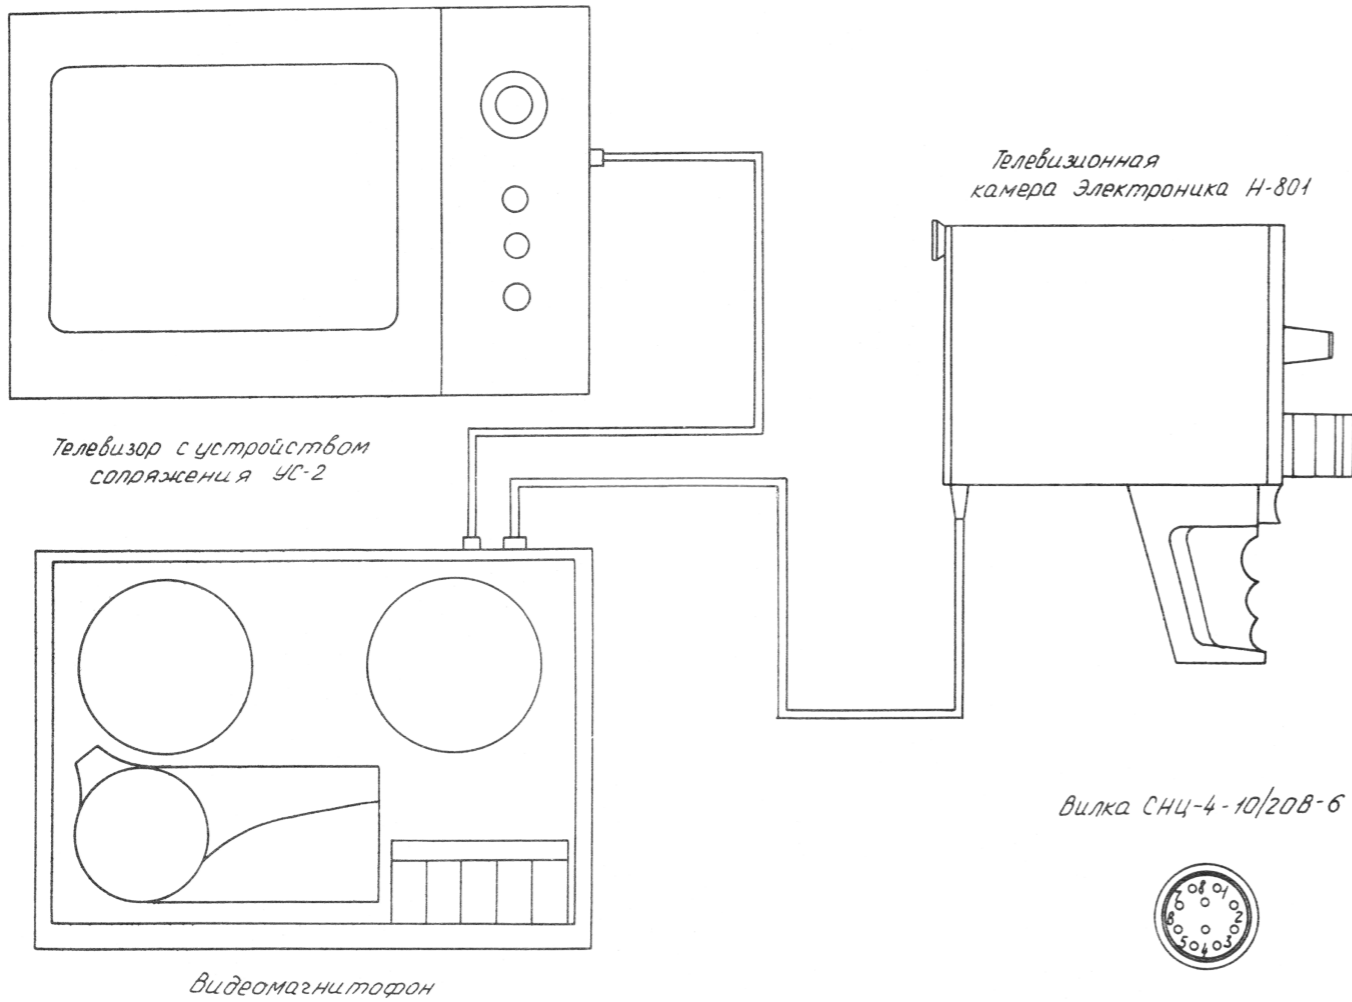 Телевизионная
камера Электроника Н-801
Телевизор с устройством
сопряжения УС-2
Вилка СНЦ-4-10/20В-6
8 1
7 2
6 3
5 4
Видеомагнитофон